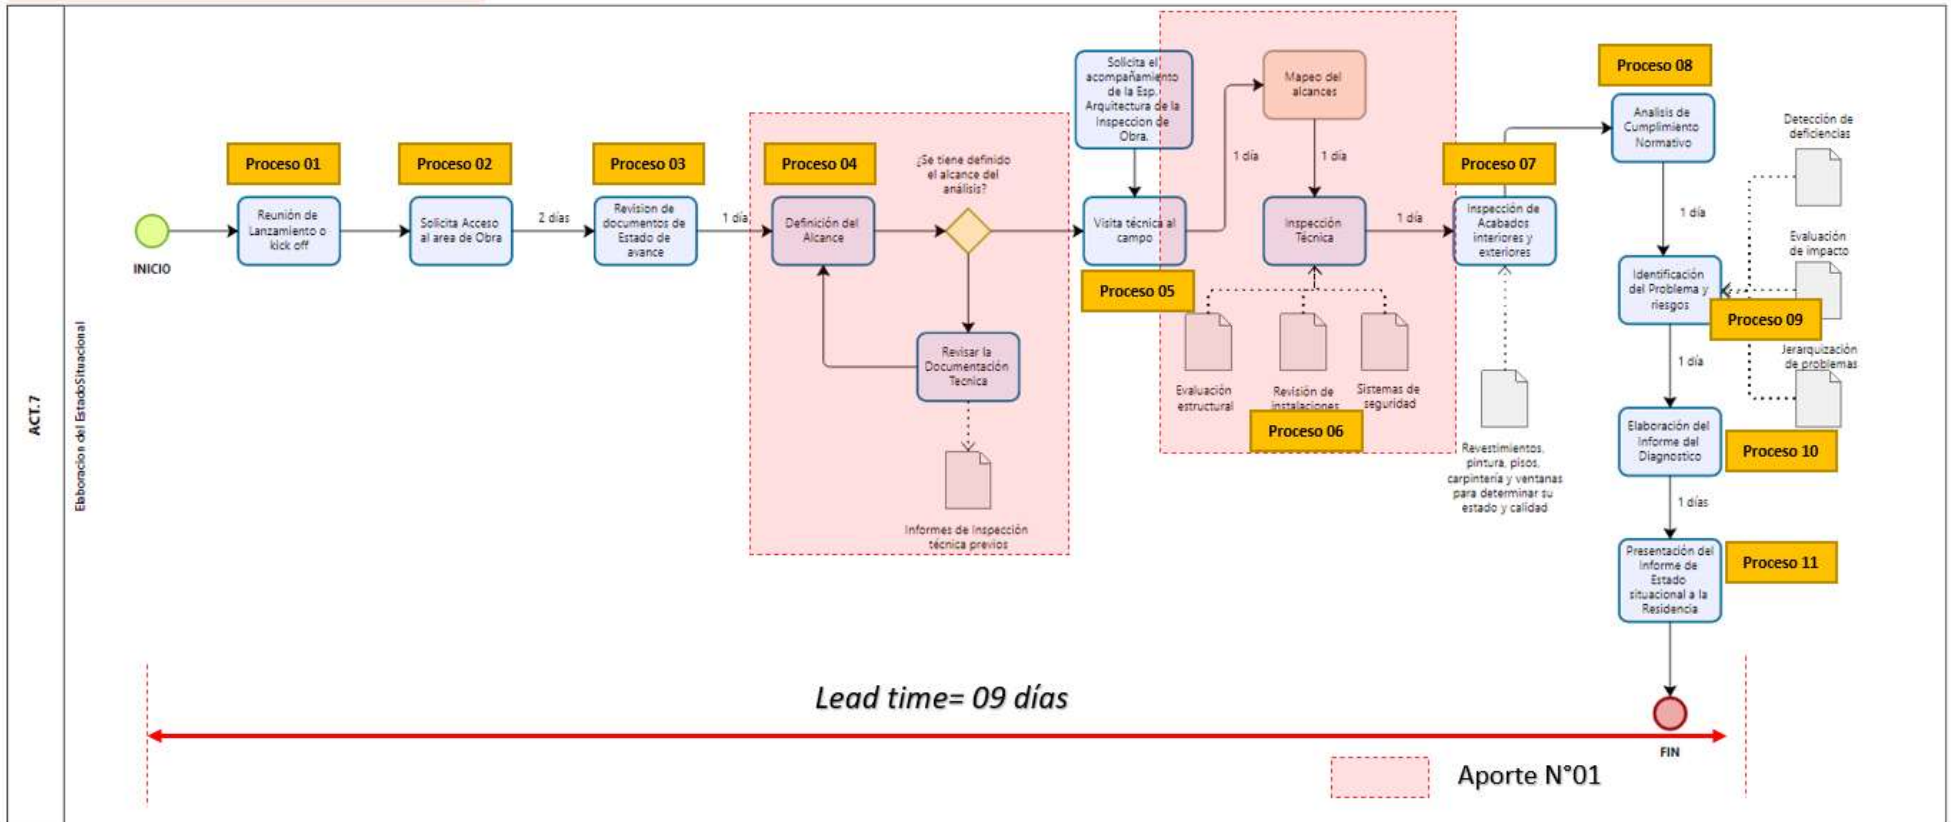 ACT.7
Elaboracion del EstadoSituacional
INICIO
Proceso 01
Reunión de
Lanzamiento o
kick off
Proceso 02
Solicita Acceso
al area de Obra
2 días
Proceso 03
Revision de
documentos de
Estado de
avance
1 día
Proceso 04
Definición del
Alcance
¿Se tiene definido
el alcance del
análisis?
Revisar la
Documentación
Tecnica
Informes de Inspección
técnica previos
Solicita el
acompañamiento
de la Esp.
Arquitectura de la
Inspeccion de
Obra.
Visita técnica al
campo
Proceso 05
1 día
Mapeo del
alcances
1 día
Inspección
Técnica
Evaluación
estructural
Revisión de
instalaciones
Sistemas de
seguridad
Proceso 06
1 día
Proceso 07
Inspección de
Acabados
interiores y
exteriores
Revestimientos,
pintura, pisos,
carpintería y ventanas
para determinar su
estado y calidad
Proceso 08
Analisis de
Cumplimiento
Normativo
1 día
Detección de
deficiencias
Evaluación
de impacto
Identificación
del Problema y
riesgos
Proceso 09
Jerarquización
de problemas
1 día
Elaboración del
Informe del
Diagnostico
Proceso 10
1 días
Presentación del
Informe de
Estado
situacional a la
Residencia
Proceso 11
FIN
Lead time= 09 días
Aporte N°01